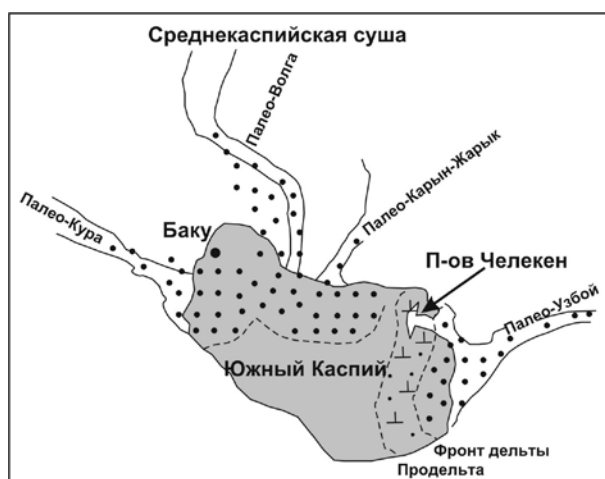 Среднекаспийская суша
Палео-Волга
Палео-Карын-Жарык
Палео-Кура
Баку
П-ов Челекен
Палео-Узбой
Южный Каспий
Фронт дельты
Продельта